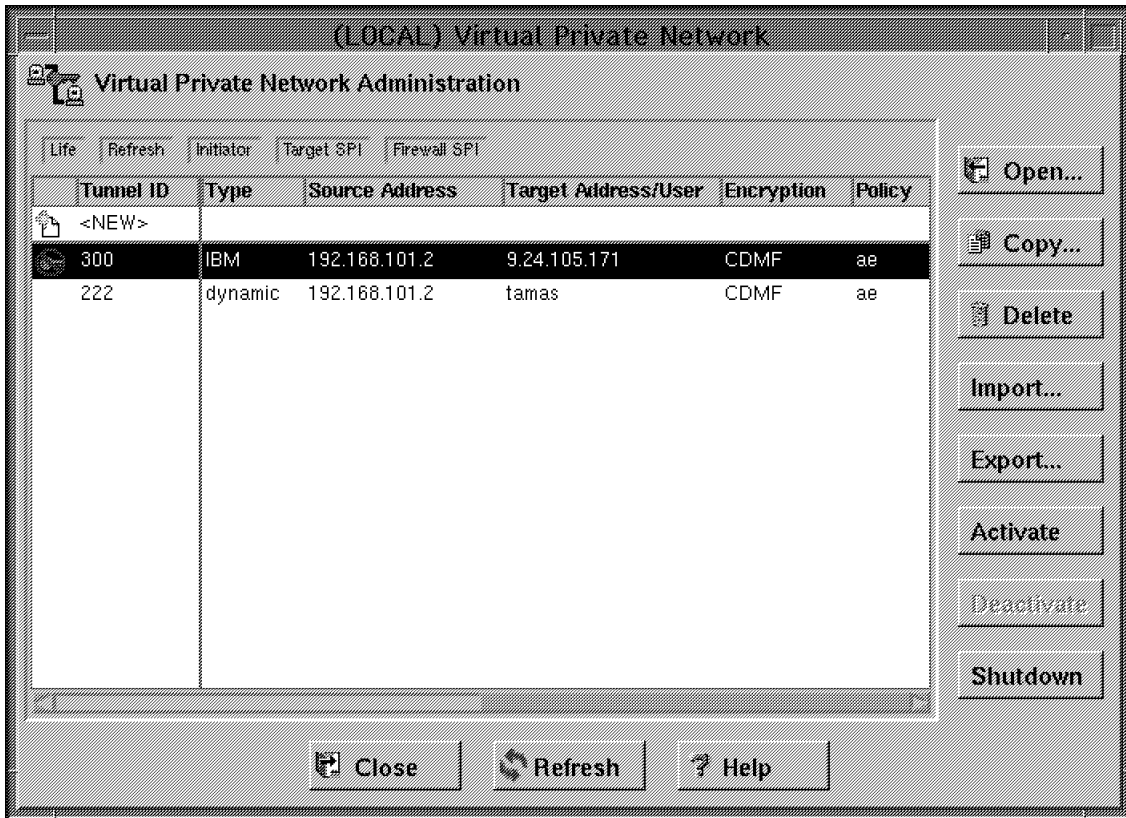 (LOCAL) Virtual Private Network
Virtual Private Network Administration
Life Refresh Initiator Target SPI Firewall SPI
Tunnel ID Type Source Address Target Address/User Encryption Policy
<NEW>
300 IBM 192.168.101.2 9.24.105.171 CDMF ae
222 dynamic 192.168.101.2 tamas CDMF ae
Open...
Copy...
Delete
Import...
Export...
Activate
Deactivate
Shutdown
Close Refresh Help